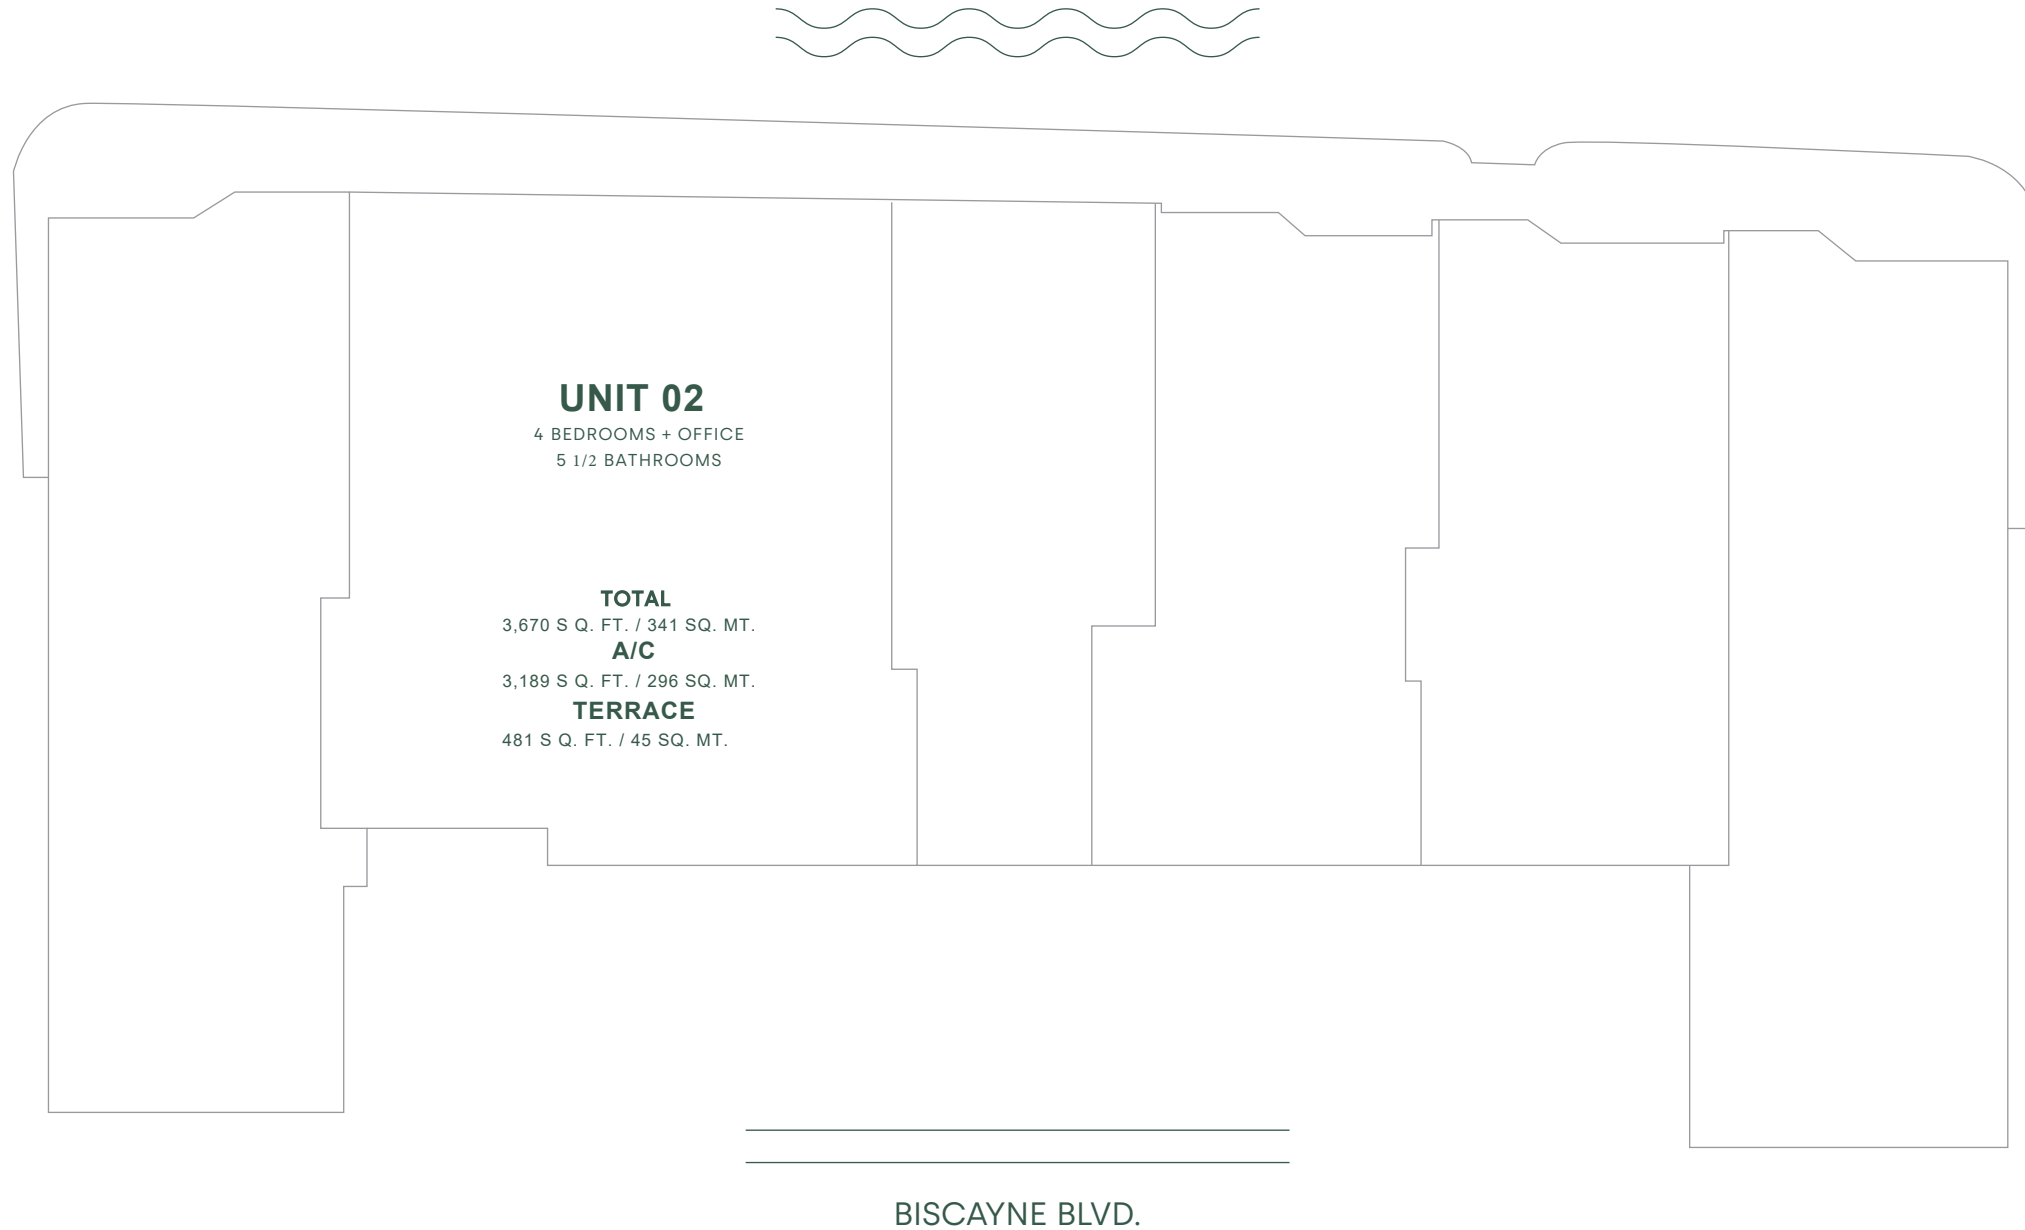 UNIT 02
4 BEDROOMS + OFFICE
5 1/2 BATHROOMS
TOTAL
3,670 S Q. FT. / 341 SQ. MT.
A/C
3,189 S Q. FT. / 296 SQ. MT.
TERRACE
481 S Q. FT. / 45 SQ. MT.
BISCAYNE BLVD.